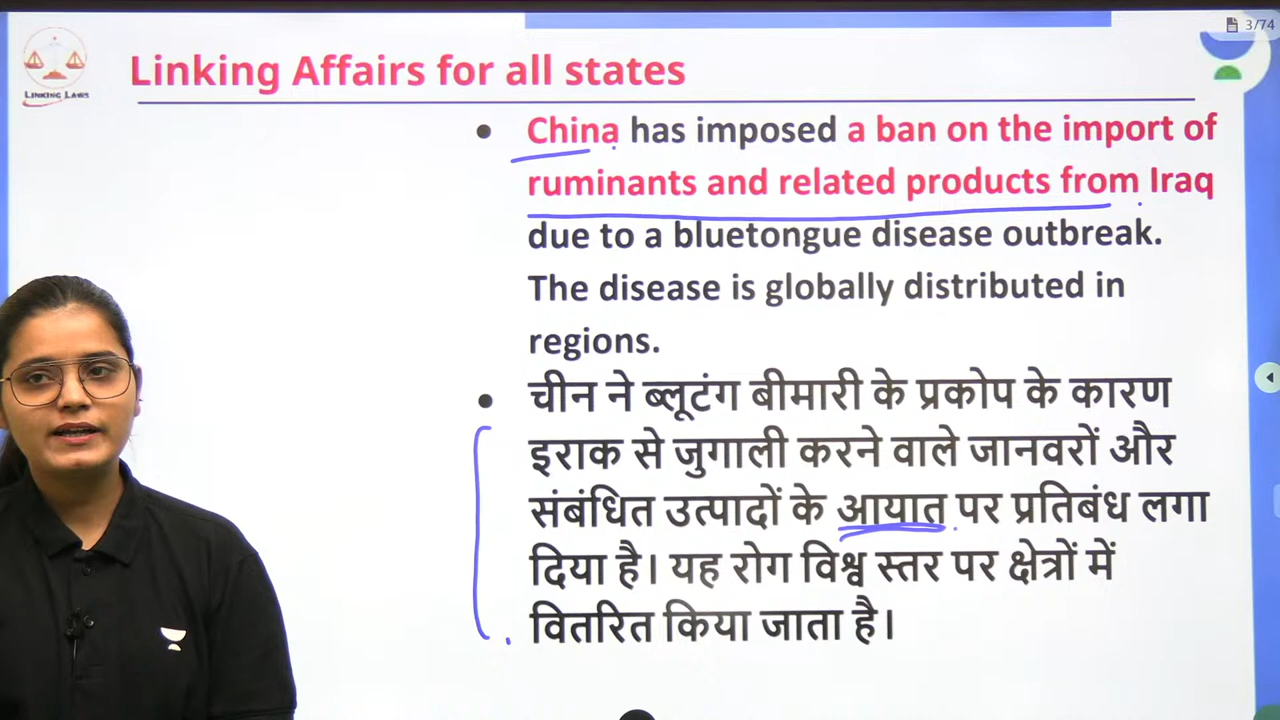 3/74
LINKING LAWS
Linking Affairs for all states
• China has imposed a ban on the import of
ruminants and related products from Iraq
due to a bluetongue disease outbreak.
The disease is globally distributed in
regions.
• चीन ने ब्लूटंग बीमारी के प्रकोप के कारण
इराक से जुगाली करने वाले जानवरों और
संबंधित उत्पादों के आयात पर प्रतिबंध लगा
दिया है। यह रोग विश्व स्तर पर क्षेत्रों में
वितरित किया जाता है।